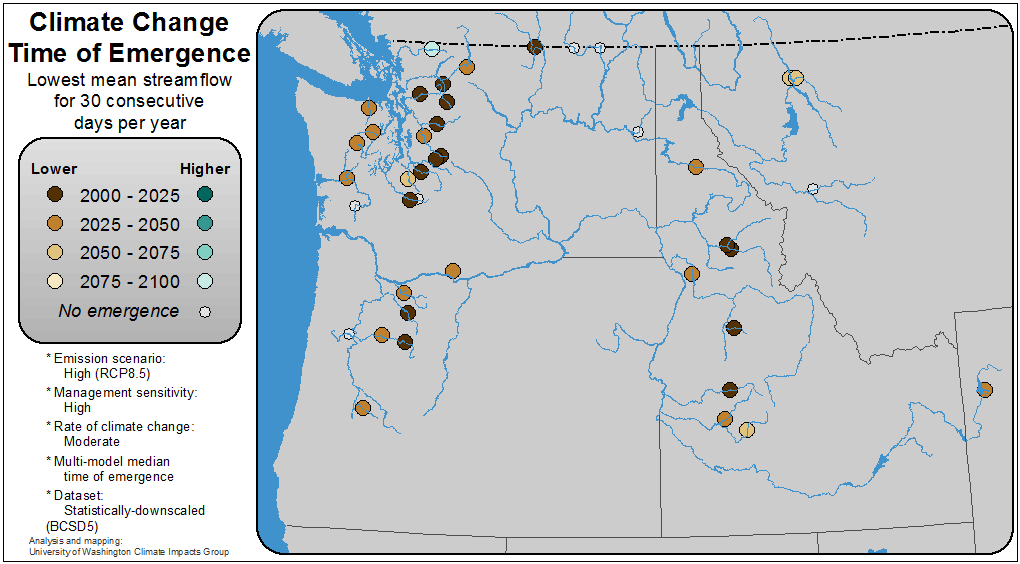 Climate Change
Time of Emergence
Lowest mean streamflow
for 30 consecutive
days per year
Lower Higher
2000 - 2025
2025 - 2050
2050 - 2075
2075 - 2100
No emergence
* Emission scenario:
High (RCP8.5)
* Management sensitivity:
High
* Rate of climate change:
Moderate
* Multi-model median
time of emergence
* Dataset:
Statistically-downscaled
(BCSD5)
Analysis and mapping:
University of Washington Climate Impacts Group